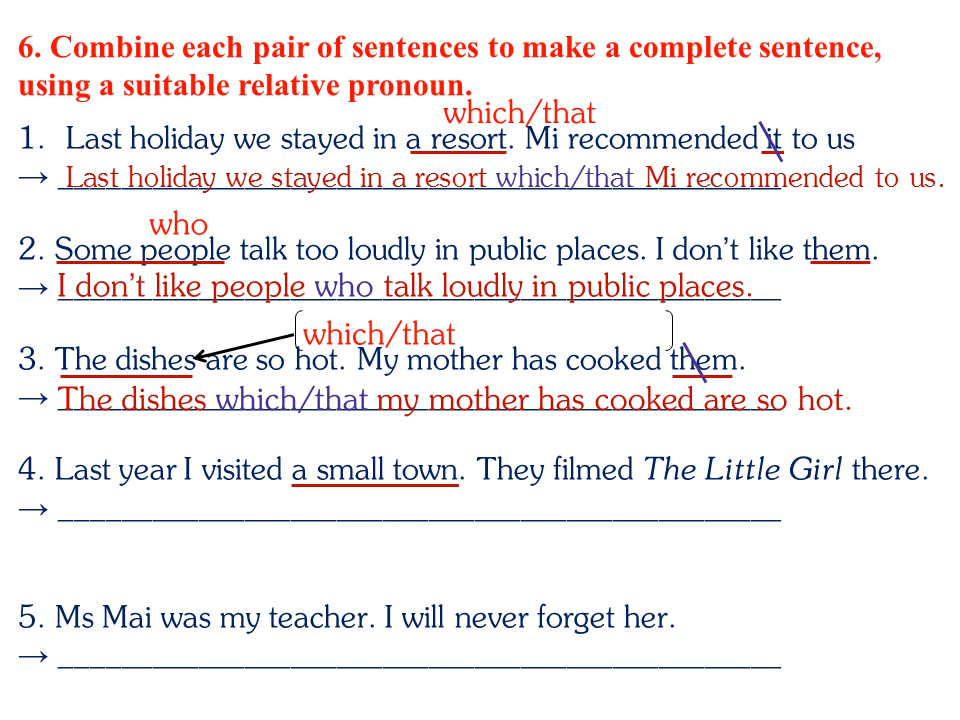 6. Combine each pair of sentences to make a complete sentence,
using a suitable relative pronoun.
which/that
1. Last holiday we stayed in a resort. Mi recommended it to us
→ Last holiday we stayed in a resort which/that Mi recommended to us.
who
2. Some people talk too loudly in public places. I don't like them.
→ I don't like people who talk loudly in public places.
which/that
3. The dishes are so hot. My mother has cooked them.
→ The dishes which/that my mother has cooked are so hot.
4. Last year I visited a small town. They filmed The Little Girl there.
→ _______________________________________________
5. Ms Mai was my teacher. I will never forget her.
→ _______________________________________________